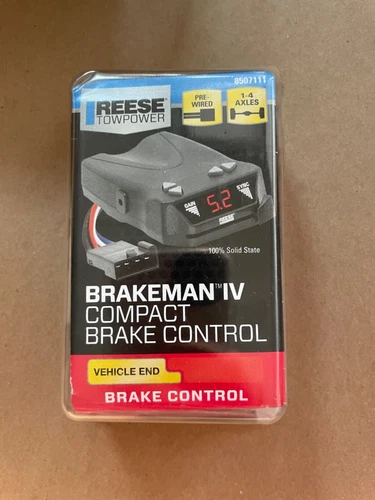 8507111
REESE
TOWPOWER
PRE-
WIRED
1-4
AXLES
GAIN
5.2
SYNC
REESE
100% Solid State
BRAKEMAN™ IV
COMPACT
BRAKE CONTROL
VEHICLE END
BRAKE CONTROL